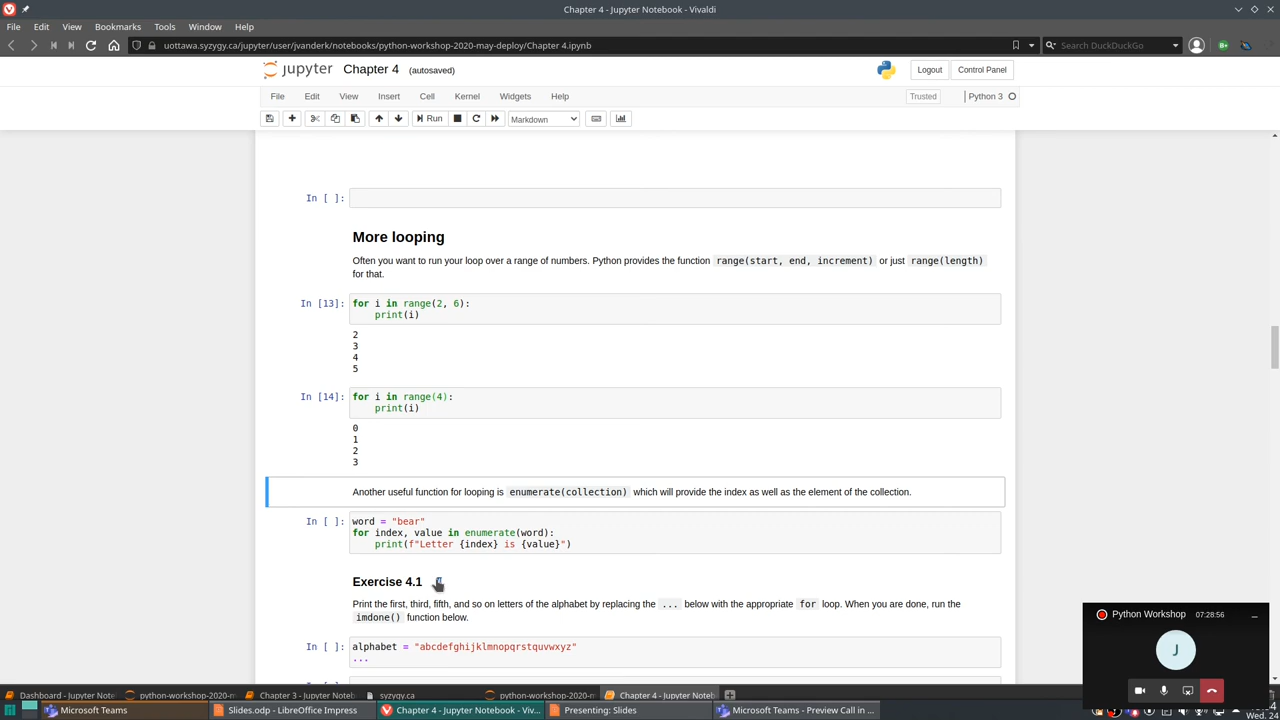 Chapter 4 - Jupyter Notebook - Vivaldi
File Edit View Bookmarks Tools Window Help
uottawa.syzygy.ca/jupyter/user/jvanderk/notebooks/python-workshop-2020-may-deploy/Chapter 4.ipynb
Search DuckDuckGo
jupyter Chapter 4 (autosaved)
Logout Control Panel
File Edit View Insert Cell Kernel Widgets Help
Trusted
Python 3
Run
Markdown
In [ ]:
More looping
Often you want to run your loop over a range of numbers. Python provides the function range(start, end, increment) or just range(length)
for that.
In [13]: for i in range(2, 6):
print(i)
2
3
4
5
In [14]: for i in range(4):
print(i)
0
1
2
3
Another useful function for looping is enumerate(collection) which will provide the index as well as the element of the collection.
In [ ]: word = "bear"
for index, value in enumerate(word):
print(f"Letter {index} is {value}")
Exercise 4.1
Print the first, third, fifth, and so on letters of the alphabet by replacing the ... below with the appropriate for loop. When you are done, run the
imdone() function below.
In [ ]: alphabet = "abcdefghijklmnopqrstuvwxyz"
...
Python Workshop 07:28:56
J
Dashboard - Jupyter Note
python-workshop-2020-m
Chapter 3 - Jupyter Noteb
syzygy.ca
python-workshop-2020-m
Chapter 4 - Jupyter Noteb
Microsoft Teams
Slides.odp - LibreOffice Impress
Chapter 4 - Jupyter Notebook - Viv...
Presenting: Slides
Microsoft Teams - Preview Call in ...
Wed. 24